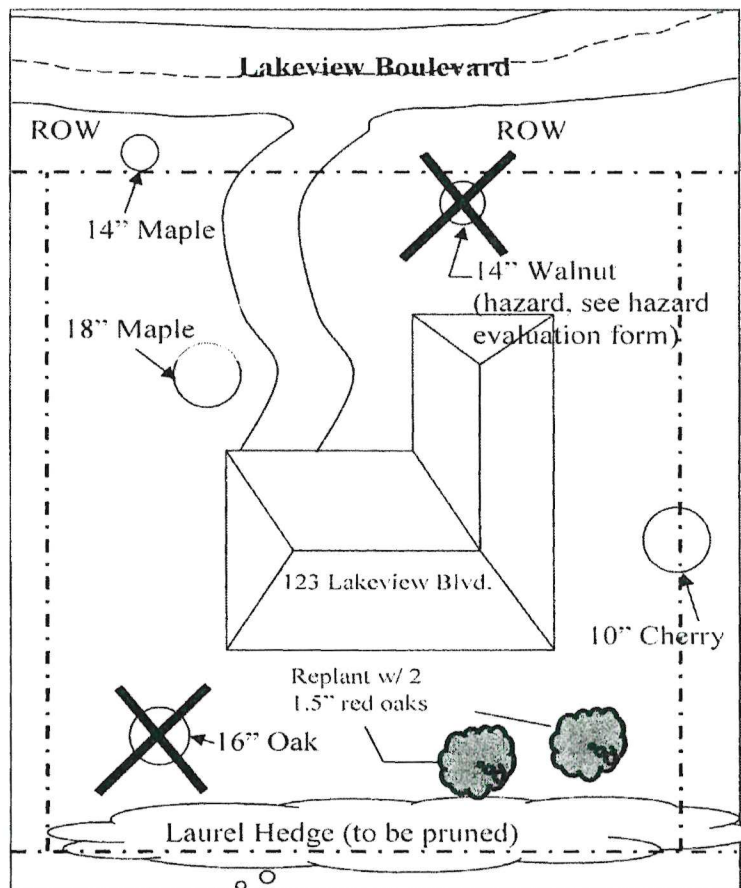 Lakeview Boulevard
ROW
ROW
14” Maple
14” Walnut
(hazard, see hazard
evaluation form)
18” Maple
123 Lakeview Blvd.
10” Cherry
Replant w/ 2
1.5” red oaks
16” Oak
Laurel Hedge (to be pruned)